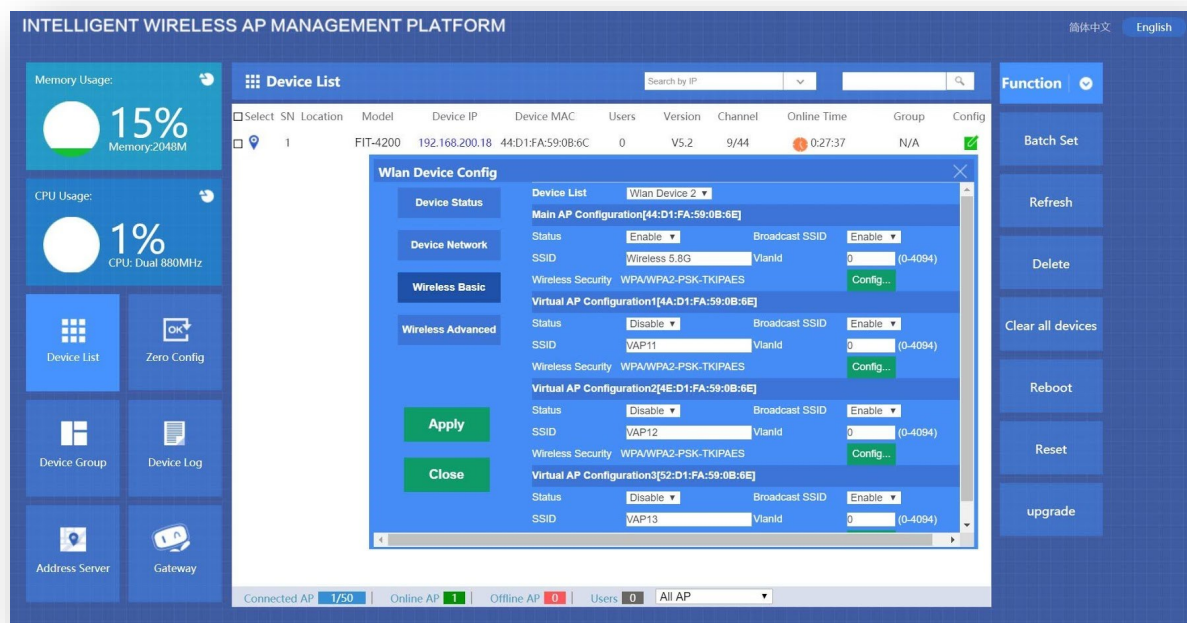 INTELLIGENT WIRELESS AP MANAGEMENT PLATFORM
简体中文 English
Memory Usage:
15%
Memory:2048M
CPU Usage:
1%
CPU: Dual 880MHz
Device List
Zero Config
Device Group
Device Log
Address Server
Gateway
Device List
Search by IP
Select SN Location Model Device IP Device MAC Users Version Channel Online Time Group Config
1 FIT-4200 192.168.200.18 44:D1:FA:59:0B:6C 0 V5.2 9/44 0:27:37 N/A
Wlan Device Config
Device Status
Device Network
Wireless Basic
Wireless Advanced
Apply
Close
Device List Wlan Device 2
Main AP Configuration[44:D1:FA:59:0B:6E]
Status Enable Broadcast SSID Enable
SSID Wireless 5.8G VlanId 0 (0-4094)
Wireless Security WPA/WPA2-PSK-TKIPAES Config...
Virtual AP Configuration1[4A:D1:FA:59:0B:6E]
Status Disable Broadcast SSID Enable
SSID VAP11 VlanId 0 (0-4094)
Wireless Security WPA/WPA2-PSK-TKIPAES Config...
Virtual AP Configuration2[4E:D1:FA:59:0B:6E]
Status Disable Broadcast SSID Enable
SSID VAP12 VlanId 0 (0-4094)
Wireless Security WPA/WPA2-PSK-TKIPAES Config...
Virtual AP Configuration3[52:D1:FA:59:0B:6E]
Status Disable Broadcast SSID Enable
SSID VAP13 VlanId 0 (0-4094)
Connected AP 1/50 | Online AP 1 | Offline AP 0 | Users 0 All AP
Function
Batch Set
Refresh
Delete
Clear all devices
Reboot
Reset
upgrade